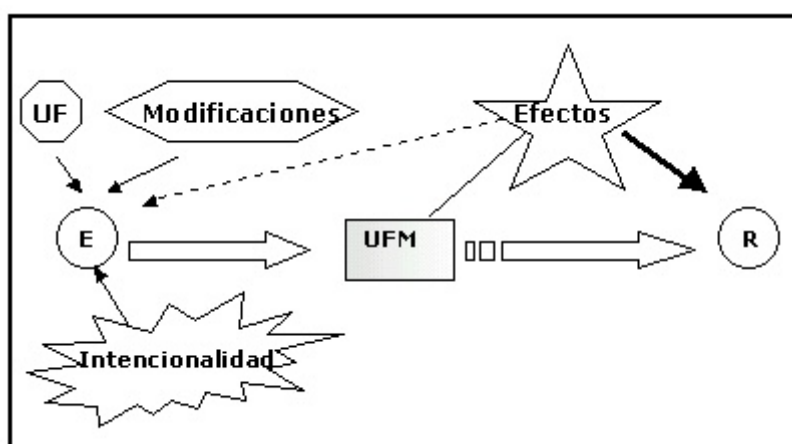 UF
Modificaciones
Efectos
E
UFM
R
Intencionalidad